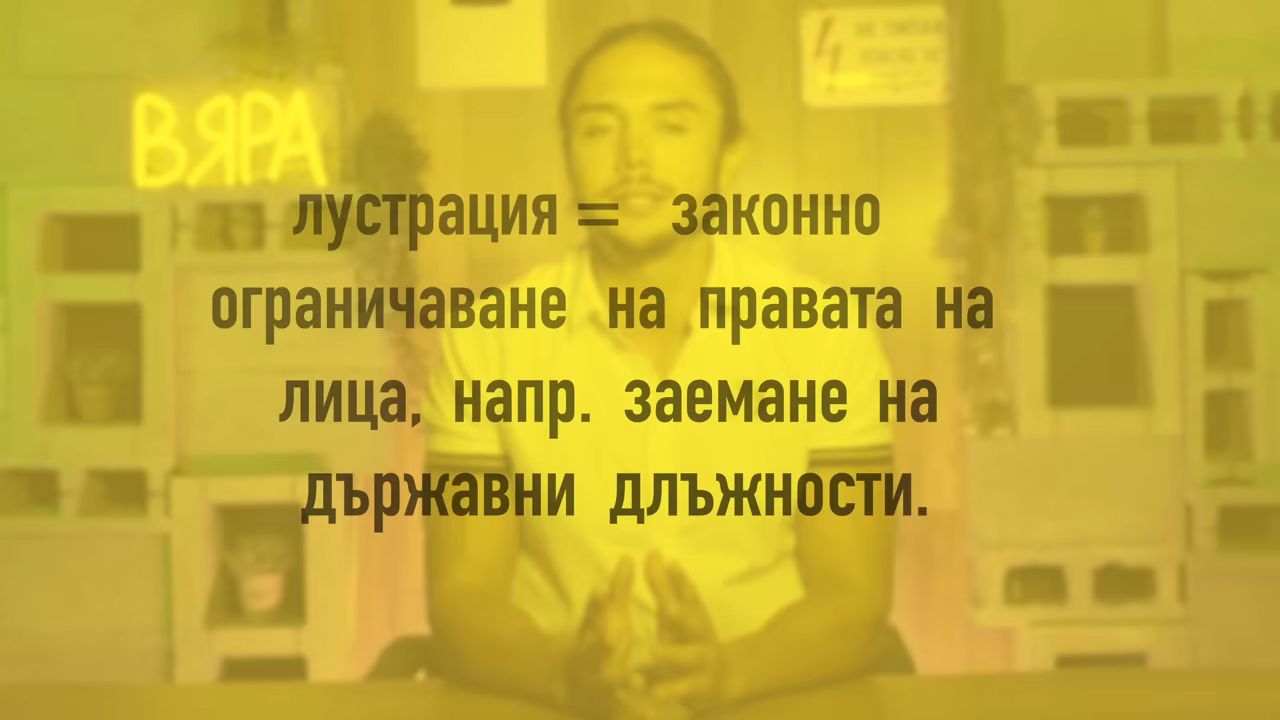 ВЯРА
лустрация = законно
ограничаване на правата на
лица, напр. заемане на
държавни длъжности.